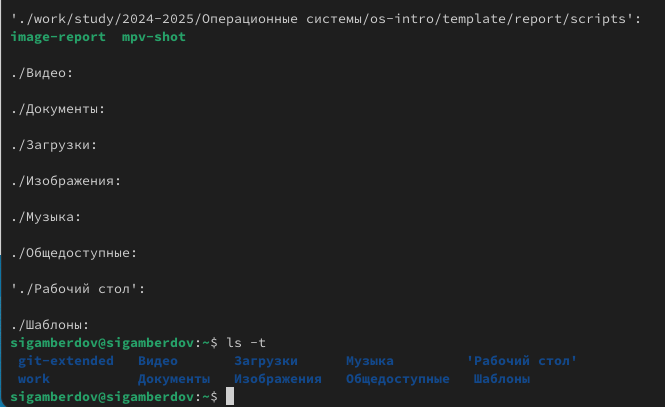 './work/study/2024-2025/Операционные системы/os-intro/template/report/scripts':
image-report  mpv-shot
./Видео:
./Документы:
./Загрузки:
./Изображения:
./Музыка:
./Общедоступные:
'./Рабочий стол':
./Шаблоны:
sigamberdov@sigamberdov:~$ ls -t
git-extended   Видео       Загрузки      Музыка         'Рабочий стол'
work           Документы   Изображения   Общедоступные   Шаблоны
sigamberdov@sigamberdov:~$